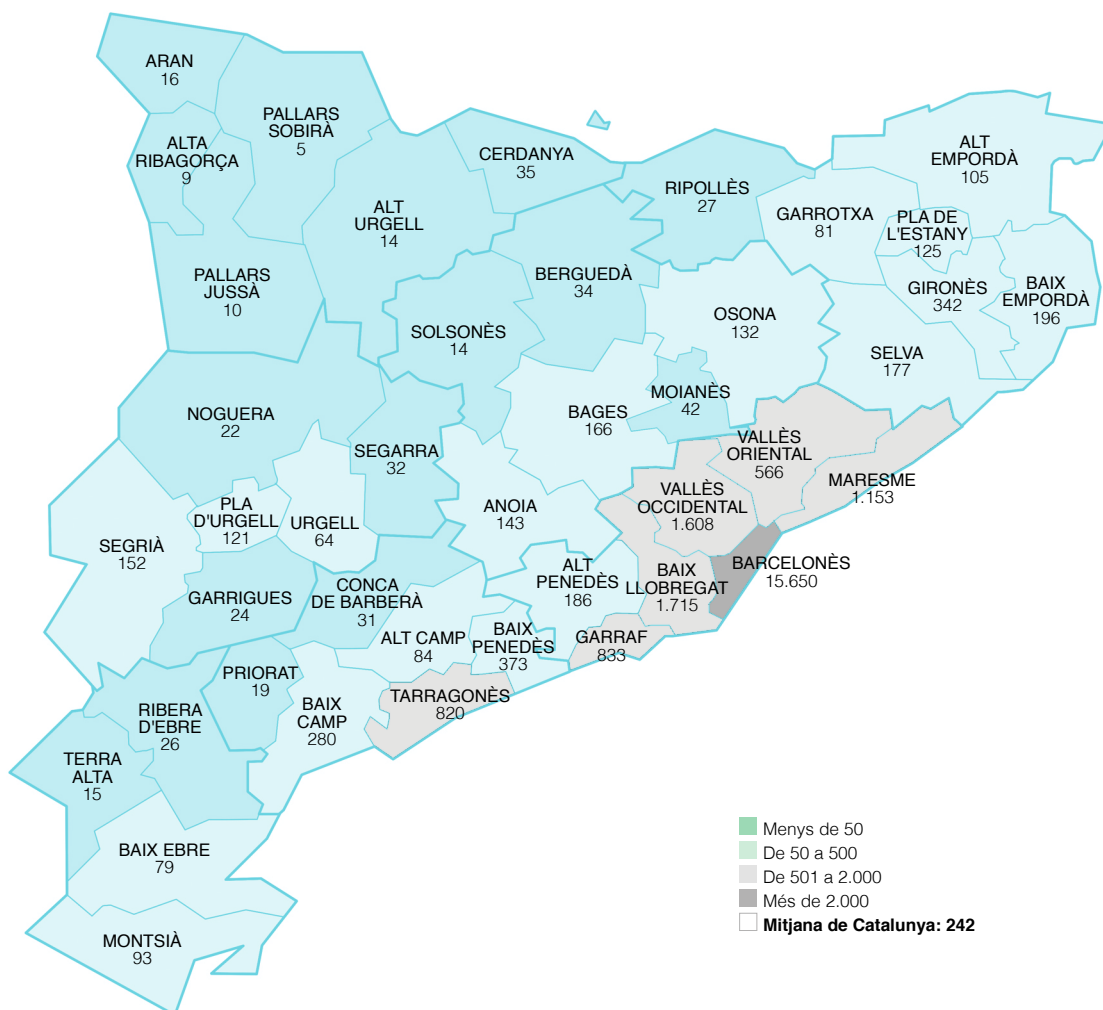 ARAN
16
PALLARS
SOBIRÀ
5
ALTA
RIBAGORÇA
9
CERDANYA
35
ALT
URGELL
14
RIPOLLÈS
27
ALT
EMPORDÀ
105
GARROTXA
81
PLA DE
L'ESTANY
125
PALLARS
JUSSÀ
10
BERGUEDÀ
34
GIRONÈS
342
BAIX
EMPORDÀ
196
SOLSONÈS
14
OSONA
132
SELVA
177
NOGUERA
22
BAGES
166
MOIANÈS
42
SEGARRA
32
VALLÈS
ORIENTAL
566
MARESME
1.153
VALLÈS
OCCIDENTAL
1.608
PLA
D'URGELL
121
URGELL
64
ANOIA
143
SEGRIÀ
152
BARCELONÈS
15.650
ALT
PENEDÈS
186
BAIX
LLOBREGAT
1.715
GARRIGUES
24
CONCA
DE BARBERÀ
31
ALT CAMP
84
BAIX
PENEDÈS
373
GARRAF
833
PRIORAT
19
BAIX
CAMP
280
TARRAGONÈS
820
RIBERA
D'EBRE
26
TERRA
ALTA
15
BAIX EBRE
79
MONTSIÀ
93
Menys de 50
De 50 a 500
De 501 a 2.000
Més de 2.000
Mitjana de Catalunya: 242